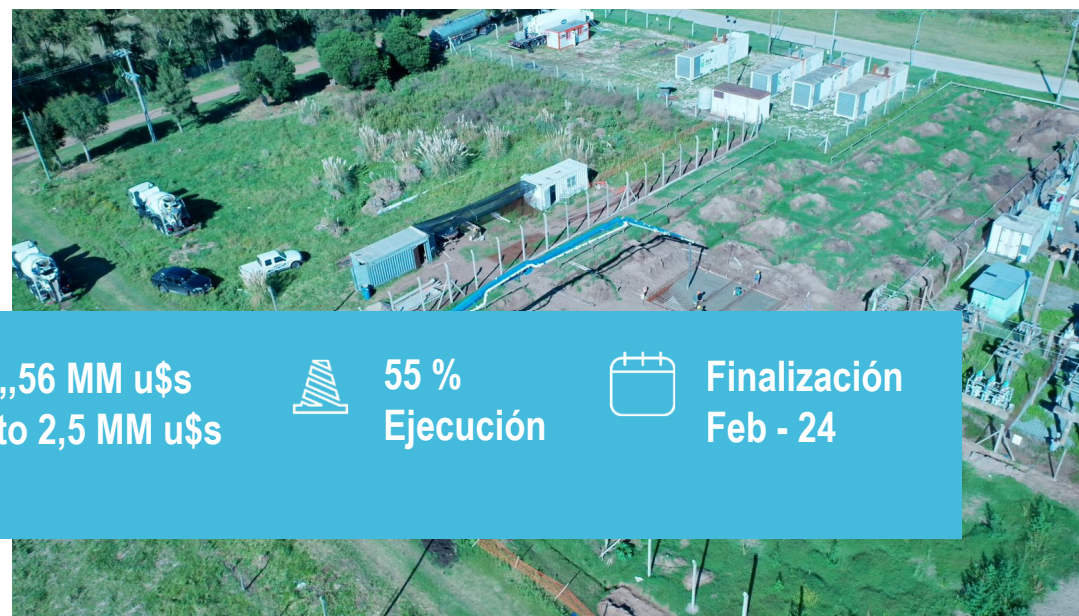 ,,56 MM u$s
to 2,5 MM u$s
55 %
Ejecución
Finalización
Feb - 24